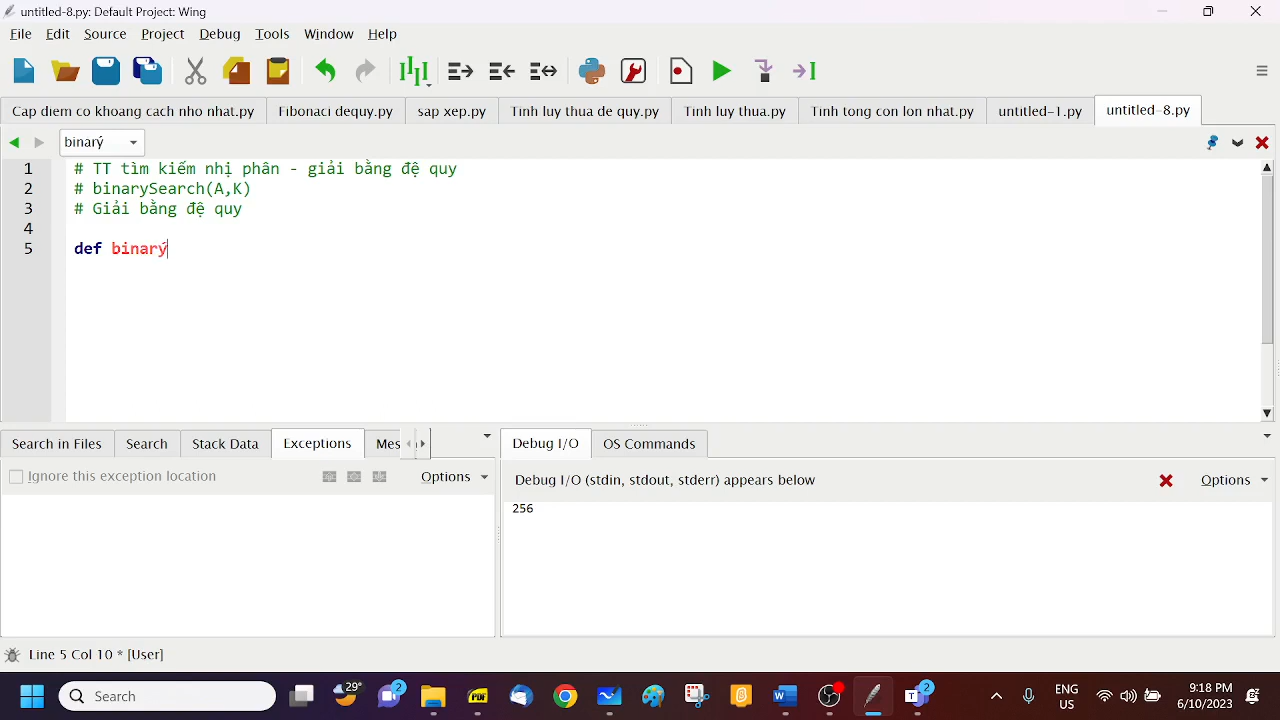 untitled-8.py: Default Project: Wing
File Edit Source Project Debug Tools Window Help
Cap diem co khoang cach nho nhat.py Fibonaci dequy.py sap xep.py Tinh luy thua de quy.py Tinh luy thua.py Tinh tong con lon nhat.py untitled-1.py untitled-8.py
binarý
1 # TT tìm kiếm nhị phân - giải bằng đệ quy
2 # binarySearch(A,K)
3 # Giải bằng đệ quy
4
5 def binarý
Search in Files Search Stack Data Exceptions Mes Debug I/O OS Commands
Ignore this exception location Options Debug I/O (stdin, stdout, stderr) appears below Options
256
Line 5 Col 10 * [User]
Search 29° 2 PDF 2 ENG US 9:18 PM 6/10/2023